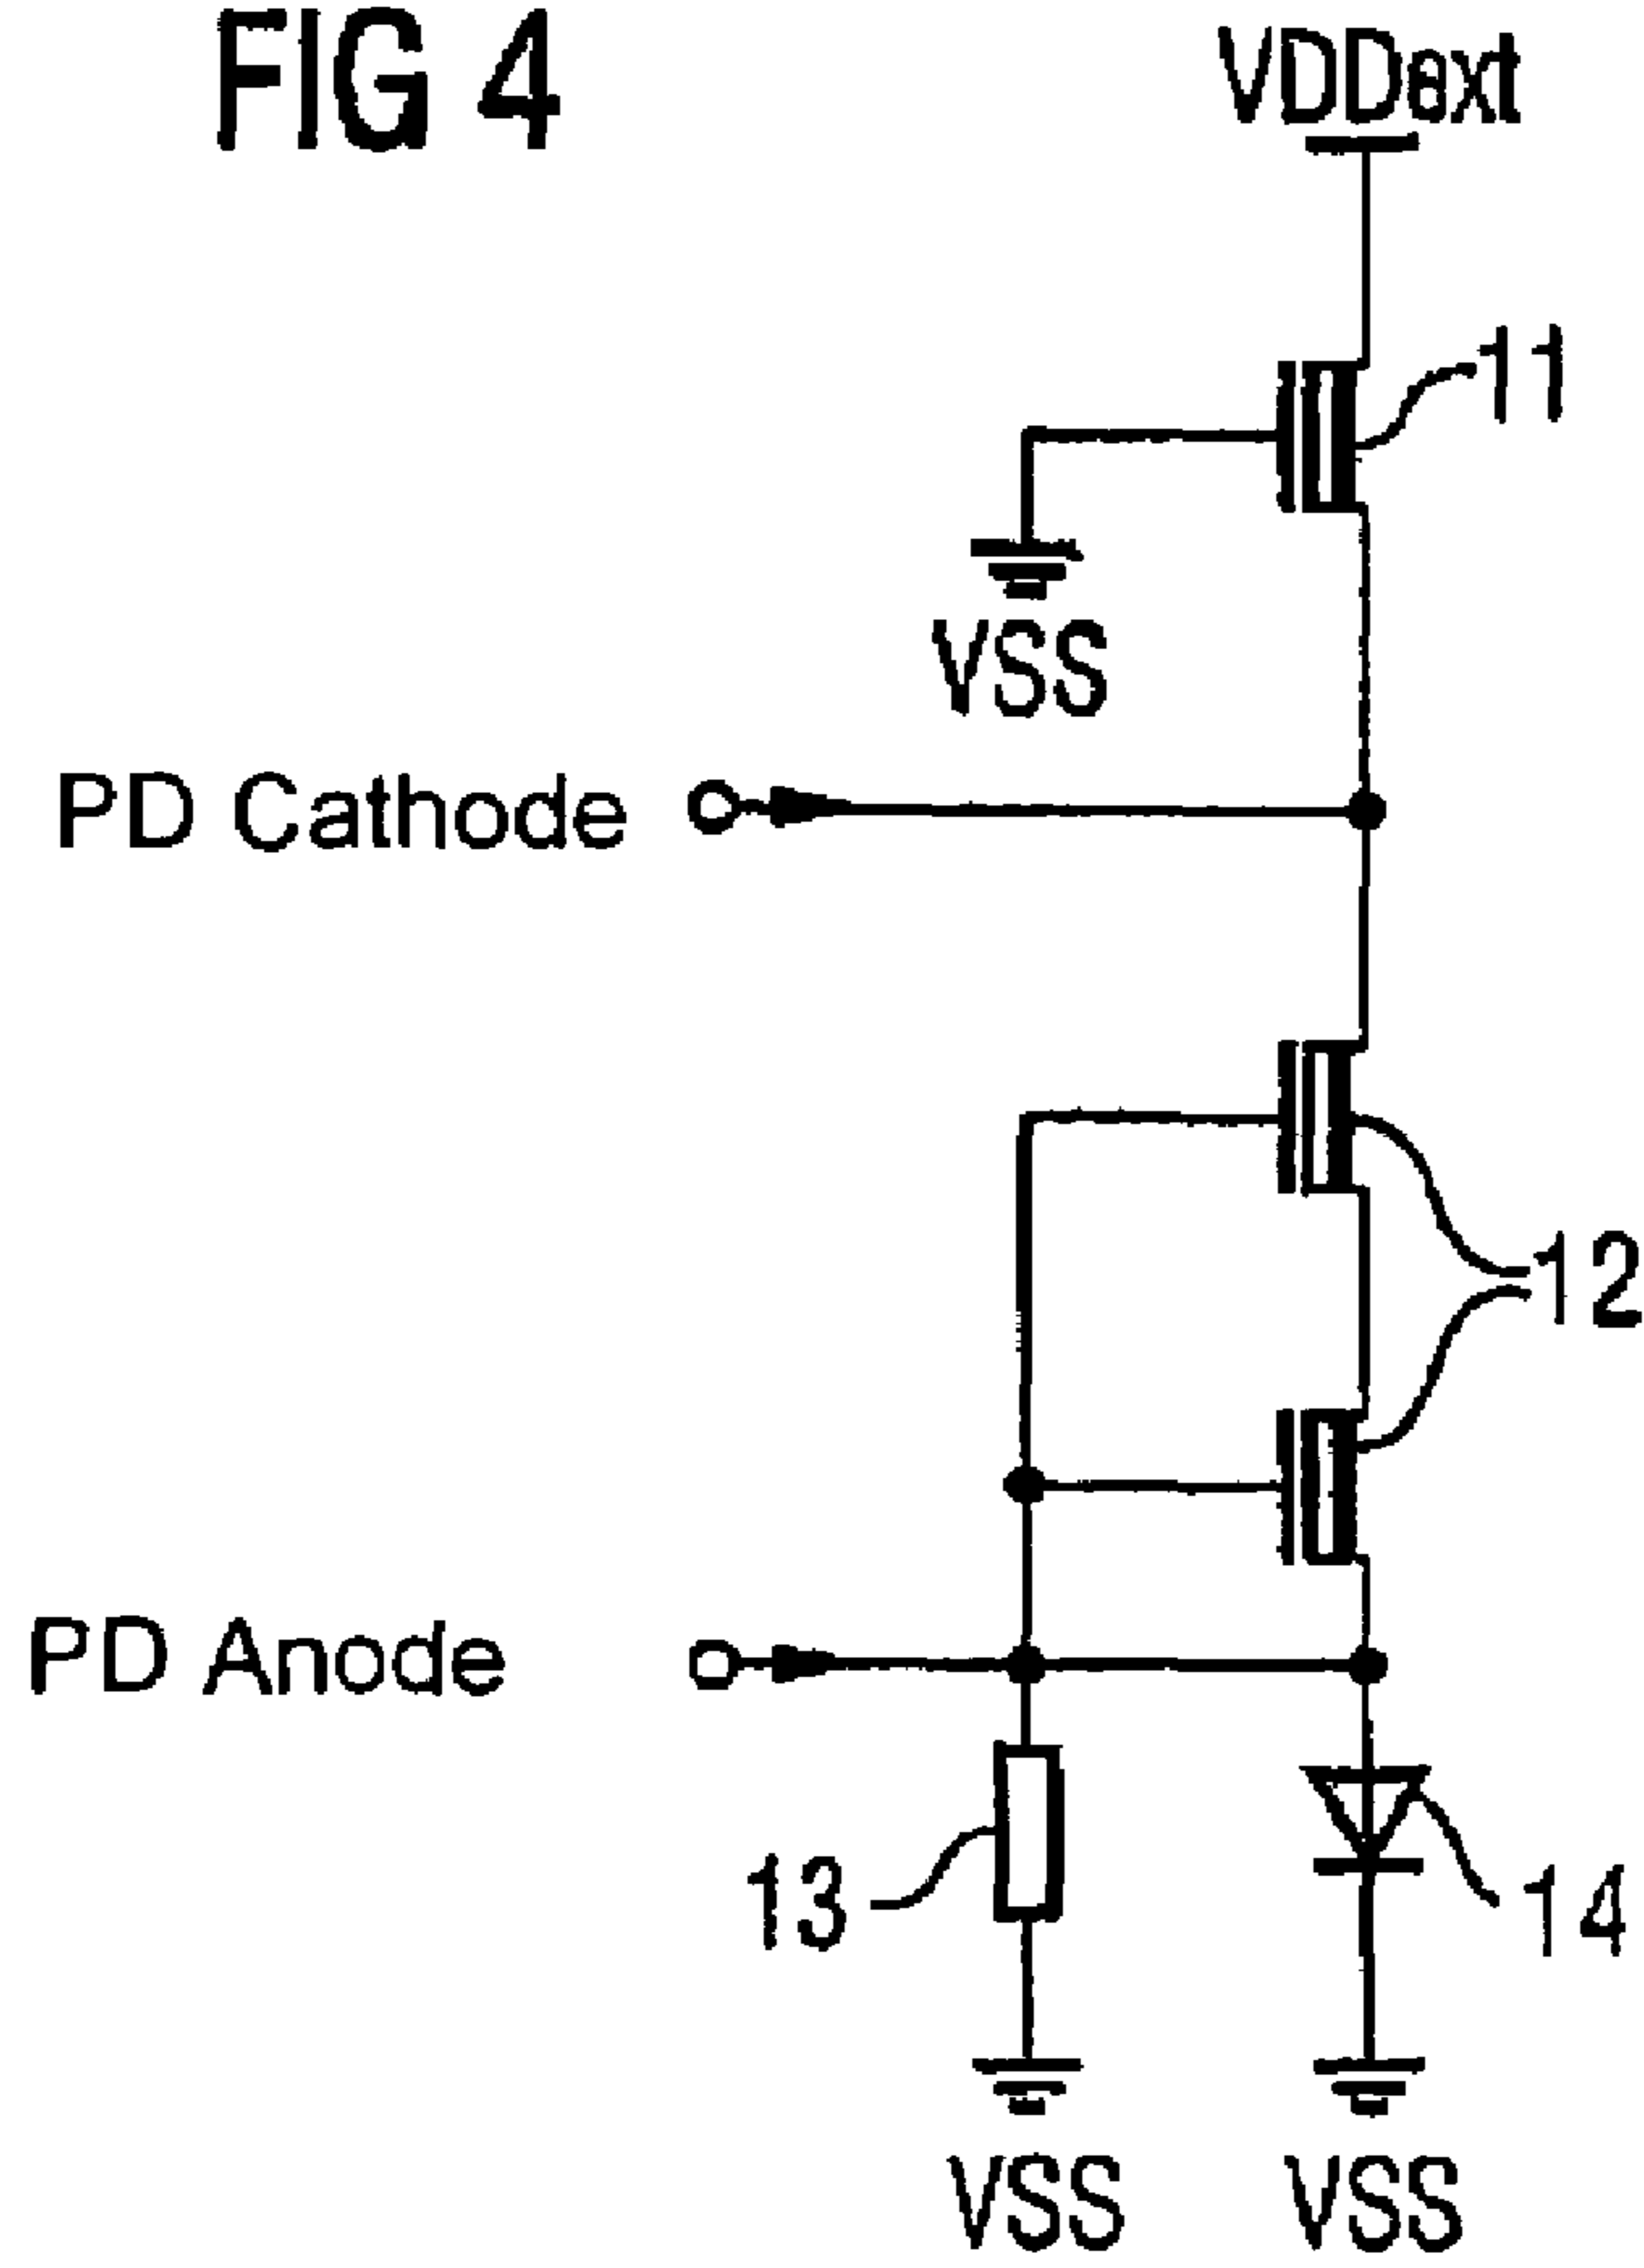 FIG 4
VDDext
11
VSS
PD Cathode
12
PD Anode
13
14
VSS
VSS